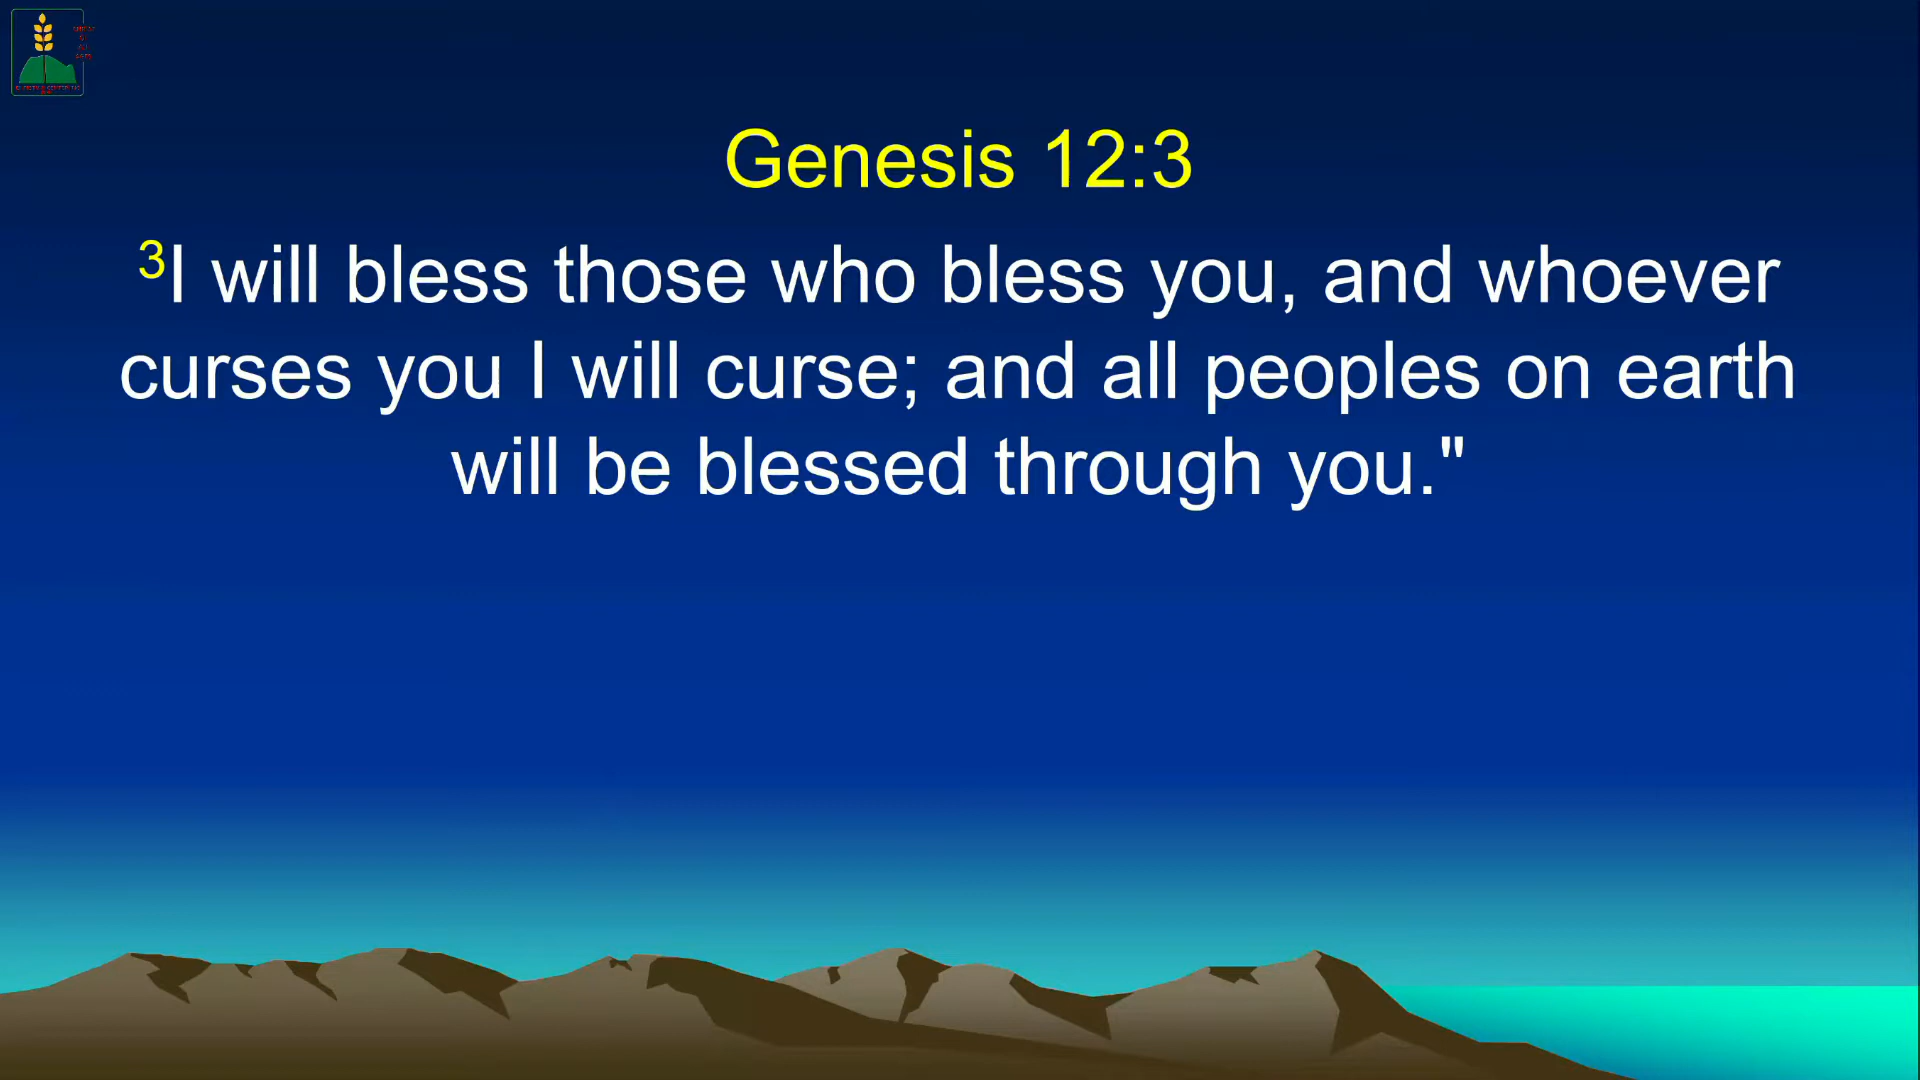 Genesis 12:3
3I will bless those who bless you, and whoever
curses you I will curse; and all peoples on earth
will be blessed through you."